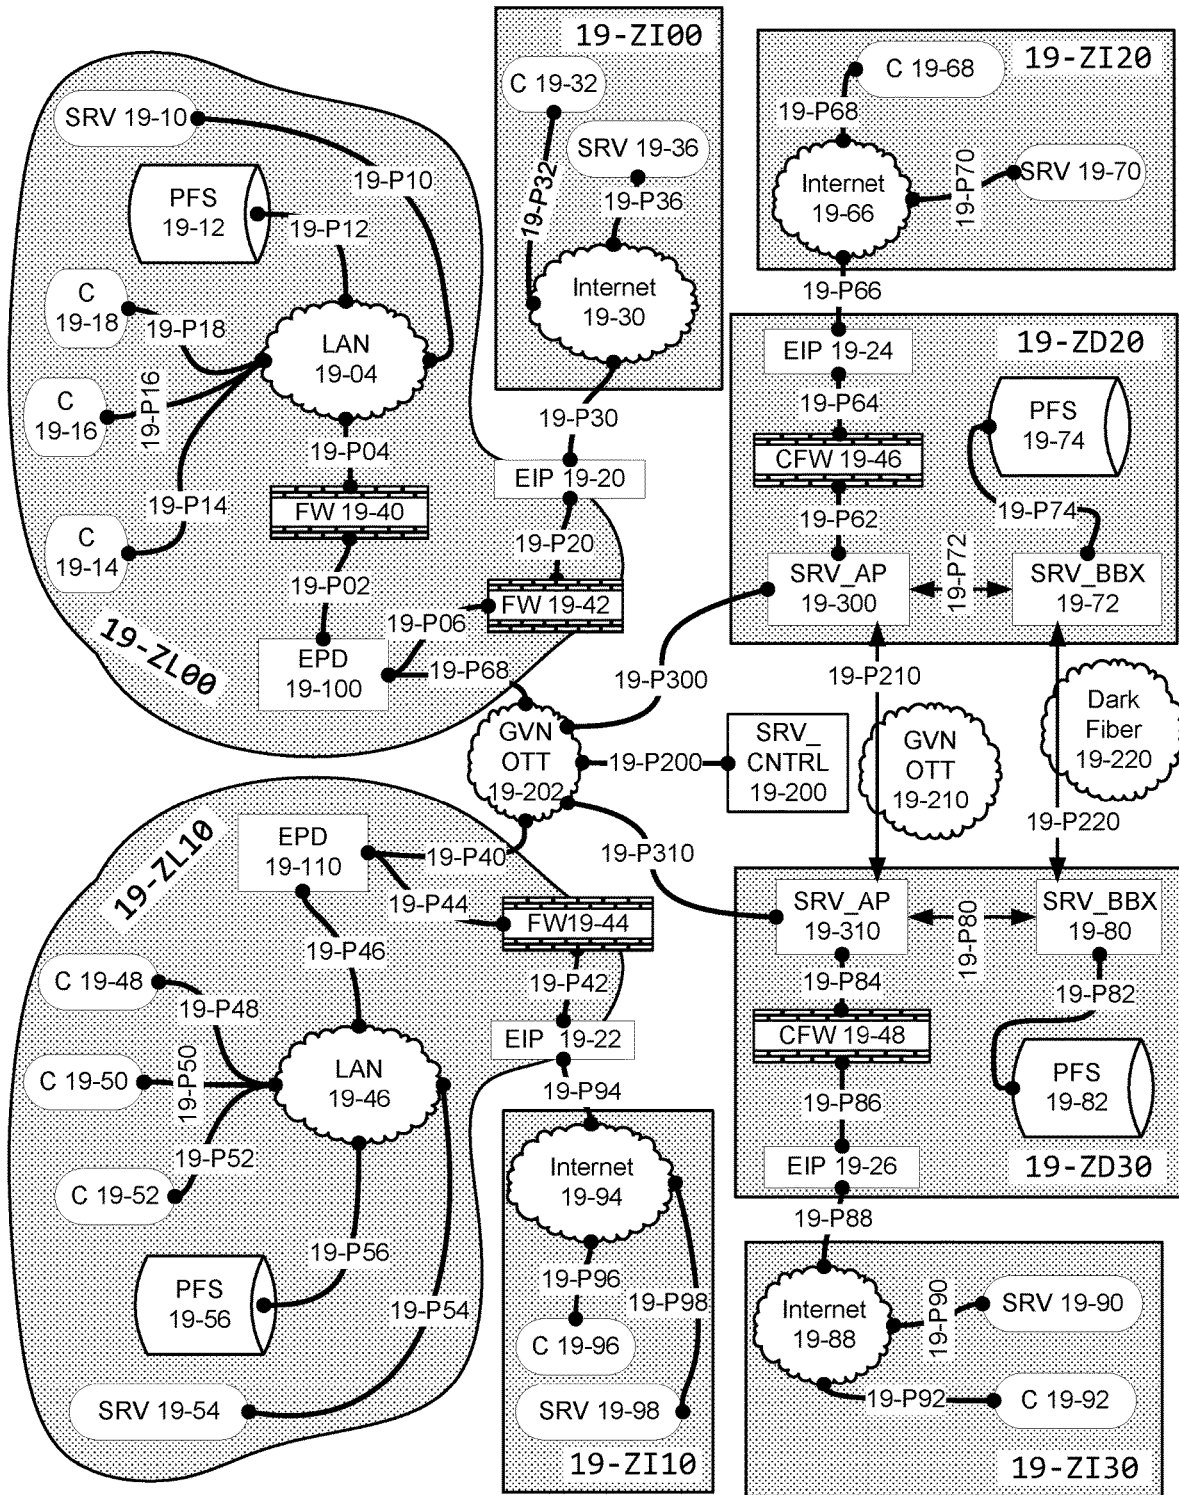 19-ZI00
C 19-32
19-P32
SRV 19-36
19-P36
Internet
19-30
19-P30
19-ZI20
C 19-68
19-P68
Internet
19-66
19-P70
SRV 19-70
19-P66
SRV 19-10
19-P10
PFS
19-12
19-P12
C
19-18
19-P18
LAN
19-04
C
19-16
19-P16
19-P04
19-P14
C
19-14
FW 19-40
19-P02
EIP 19-20
19-P20
FW 19-42
19-P06
EPD
19-100
19-P68
19-ZL00
19-ZD20
EIP 19-24
19-P64
CFW 19-46
19-P62
PFS
19-74
19-P74
SRV_AP
19-300
19-P72
SRV_BBX
19-72
19-P300
19-P210
GVN
OTT
19-202
19-P200
SRV_
CNTRL
19-200
GVN
OTT
19-210
Dark
Fiber
19-220
19-P220
19-P310
19-ZL10
EPD
19-110
19-P40
19-P44
FW19-44
19-P46
19-P42
EIP 19-22
19-P94
C 19-48
19-P48
C 19-50
19-P50
LAN
19-46
C 19-52
19-P52
19-P56
PFS
19-56
19-P54
SRV 19-54
SRV_AP
19-310
19-P80
SRV_BBX
19-80
19-P84
19-P82
CFW 19-48
19-P86
PFS
19-82
EIP 19-26
19-ZD30
19-P88
Internet
19-94
19-P96
19-P98
C 19-96
SRV 19-98
19-ZI10
Internet
19-88
19-P90
SRV 19-90
19-P92
C 19-92
19-ZI30